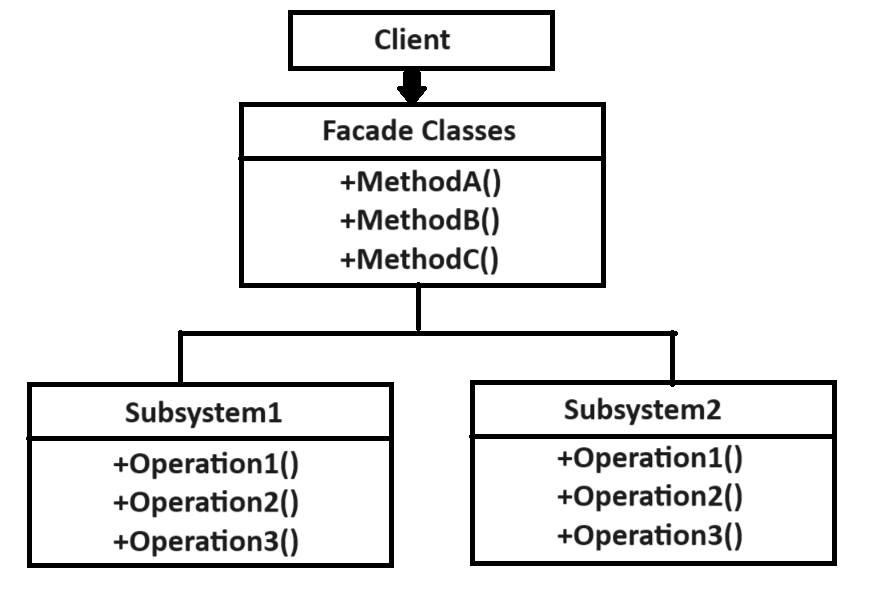 Client
Facade Classes
+MethodA()
+MethodB()
+MethodC()
Subsystem1
+Operation1()
+Operation2()
+Operation3()
Subsystem2
+Operation1()
+Operation2()
+Operation3()